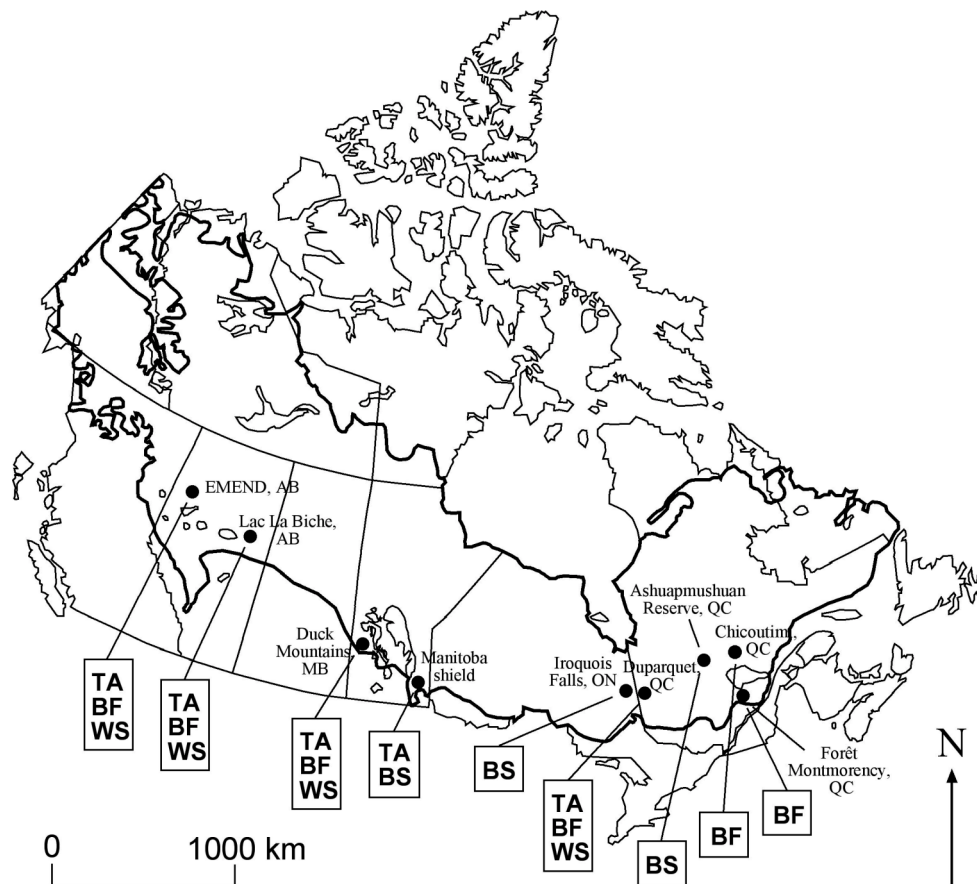 EMEND, AB
Lac La Biche,
AB
Duck
Mountains,
MB
Manitoba
shield
Iroquois
Falls, ON
Duparquet,
QC
Ashuapmushuan
Reserve, QC
Chicoutimi,
QC
Forêt
Montmorency,
QC
TA
BF
WS
TA
BF
WS
TA
BF
WS
TA
BS
BS
TA
BF
WS
BS
BF
BF
N
0
1000 km